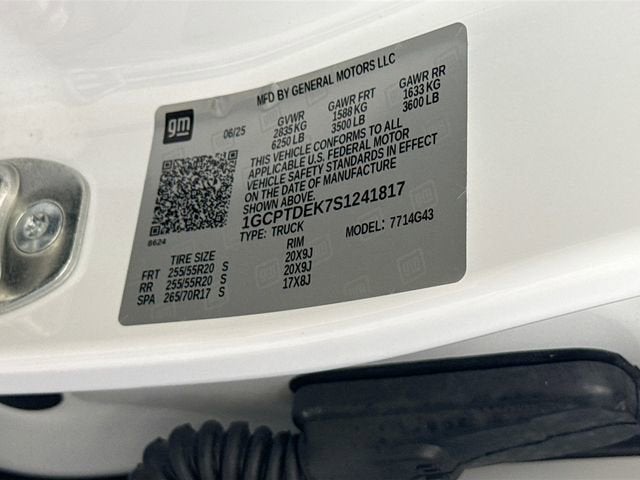 MFD BY GENERAL MOTORS LLC
gm
06/25
GVWR GAWR FRT GAWR RR
2835 KG 1588 KG 1633 KG
6250 LB 3500 LB 3600 LB
THIS VEHICLE CONFORMS TO ALL
APPLICABLE U.S. FEDERAL MOTOR
VEHICLE SAFETY STANDARDS IN EFFECT
ON THE DATE OF MANUFACTURE
SHOWN ABOVE.
1GCPTDEK7S1241817
TYPE: TRUCK MODEL: 7714G43
8624
TIRE SIZE RIM
FRT 255/55R20 S 20X9J
RR 255/55R20 S 20X9J
SPA 265/70R17 S 17X8J